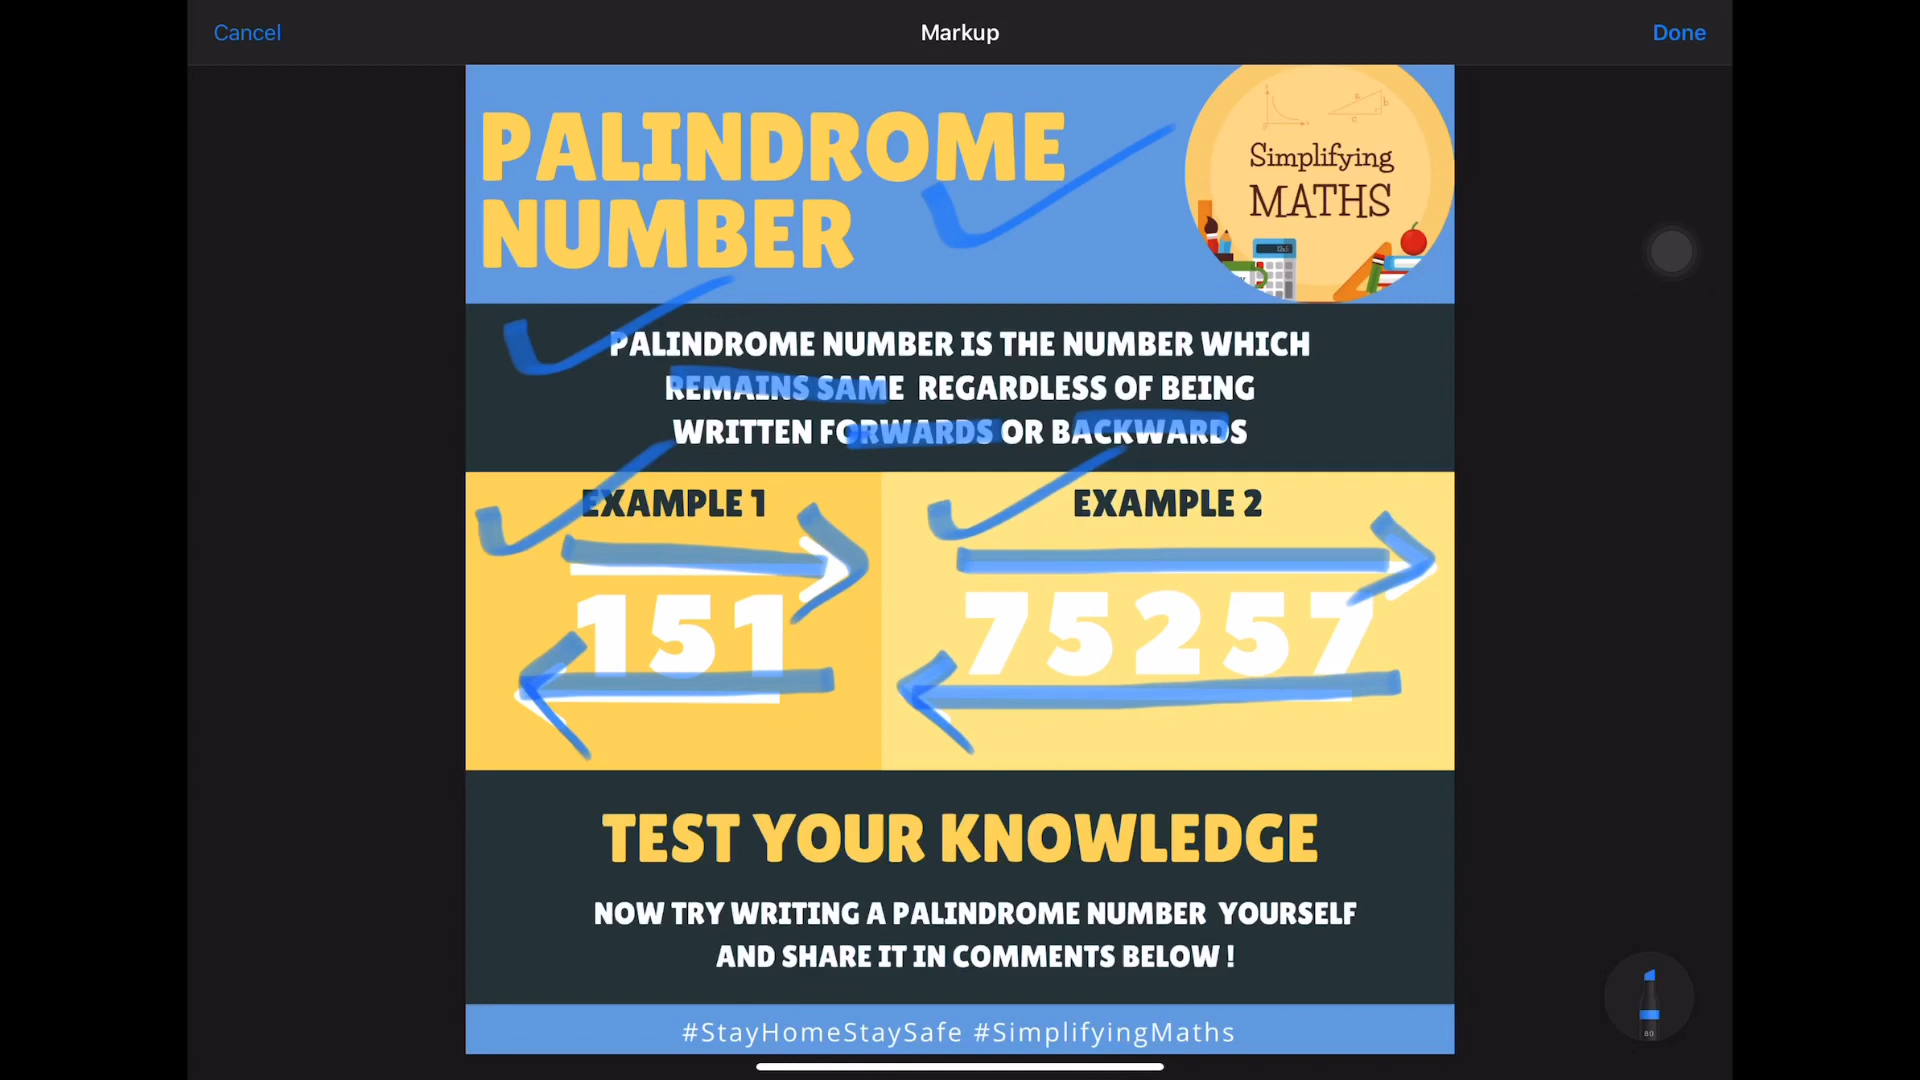 Cancel
Markup
Done
PALINDROME
NUMBER
Simplifying
MATHS
PALINDROME NUMBER IS THE NUMBER WHICH
REMAINS SAME REGARDLESS OF BEING
WRITTEN FORWARDS OR BACKWARDS
EXAMPLE 1
151
EXAMPLE 2
75257
TEST YOUR KNOWLEDGE
NOW TRY WRITING A PALINDROME NUMBER YOURSELF
AND SHARE IT IN COMMENTS BELOW !
80
#StayHomeStaySafe #SimplifyingMaths